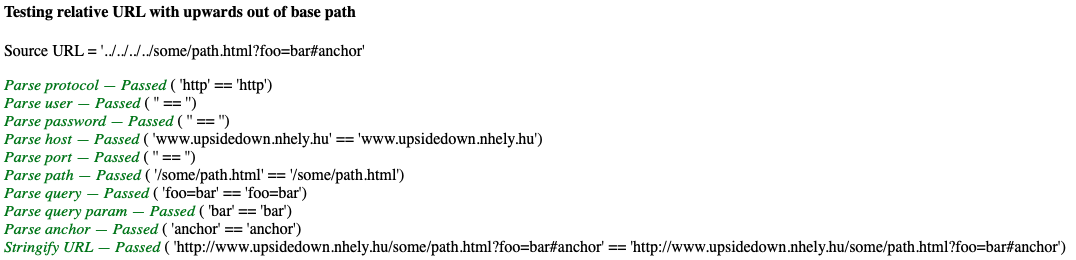 Testing relative URL with upwards out of base path
Source URL = '../../../../some/path.html?foo=bar#anchor'
Parse protocol — Passed ( 'http' == 'http')
Parse user — Passed ( '' == '')
Parse password — Passed ( '' == '')
Parse host — Passed ( 'www.upsidedown.nhely.hu' == 'www.upsidedown.nhely.hu')
Parse port — Passed ( '' == '')
Parse path — Passed ( '/some/path.html' == '/some/path.html')
Parse query — Passed ( 'foo=bar' == 'foo=bar')
Parse query param — Passed ( 'bar' == 'bar')
Parse anchor — Passed ( 'anchor' == 'anchor')
Stringify URL — Passed ( 'http://www.upsidedown.nhely.hu/some/path.html?foo=bar#anchor' == 'http://www.upsidedown.nhely.hu/some/path.html?foo=bar#anchor')